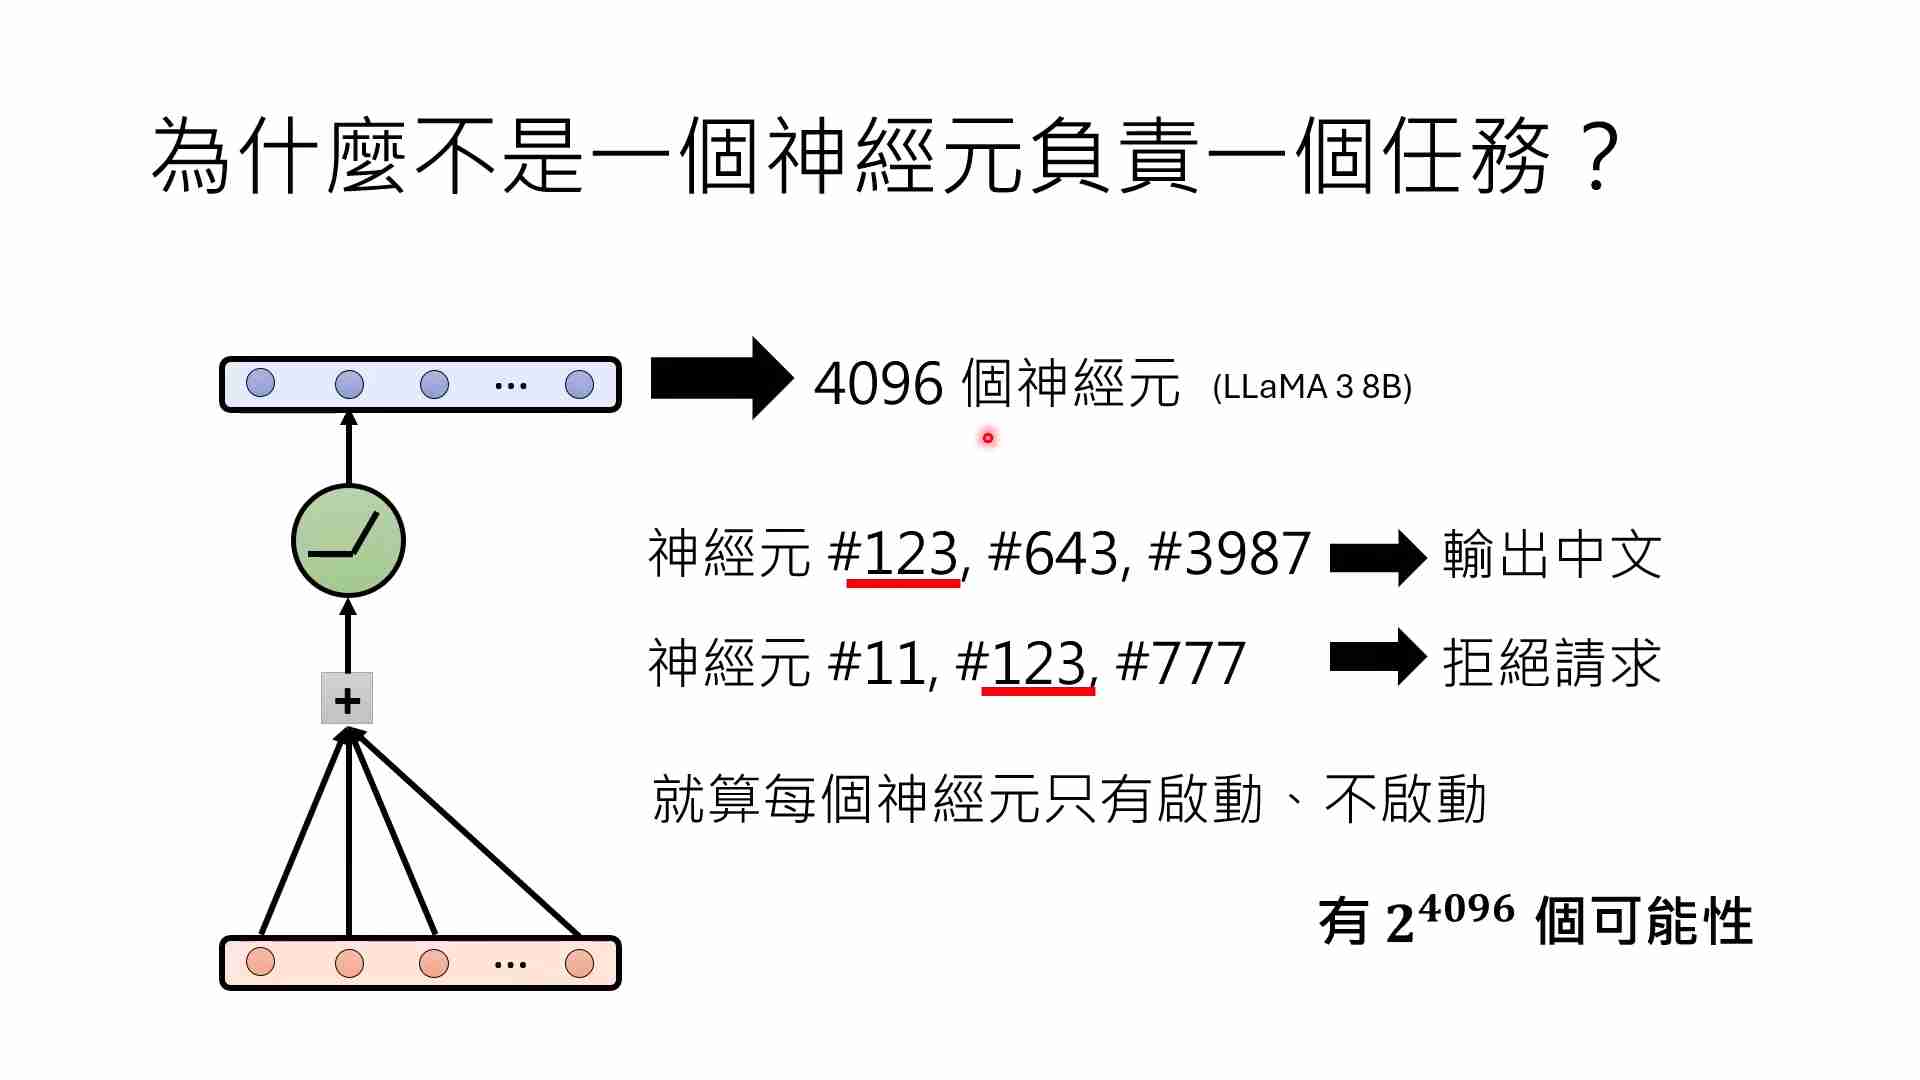 為什麼不是一個神經元負責一個任務？
4096 個神經元 (LLaMA 3 8B)
神經元 #123, #643, #3987 輸出中文
神經元 #11, #123, #777 拒絕請求
+
就算每個神經元只有啟動、不啟動
有 2^4096 個可能性